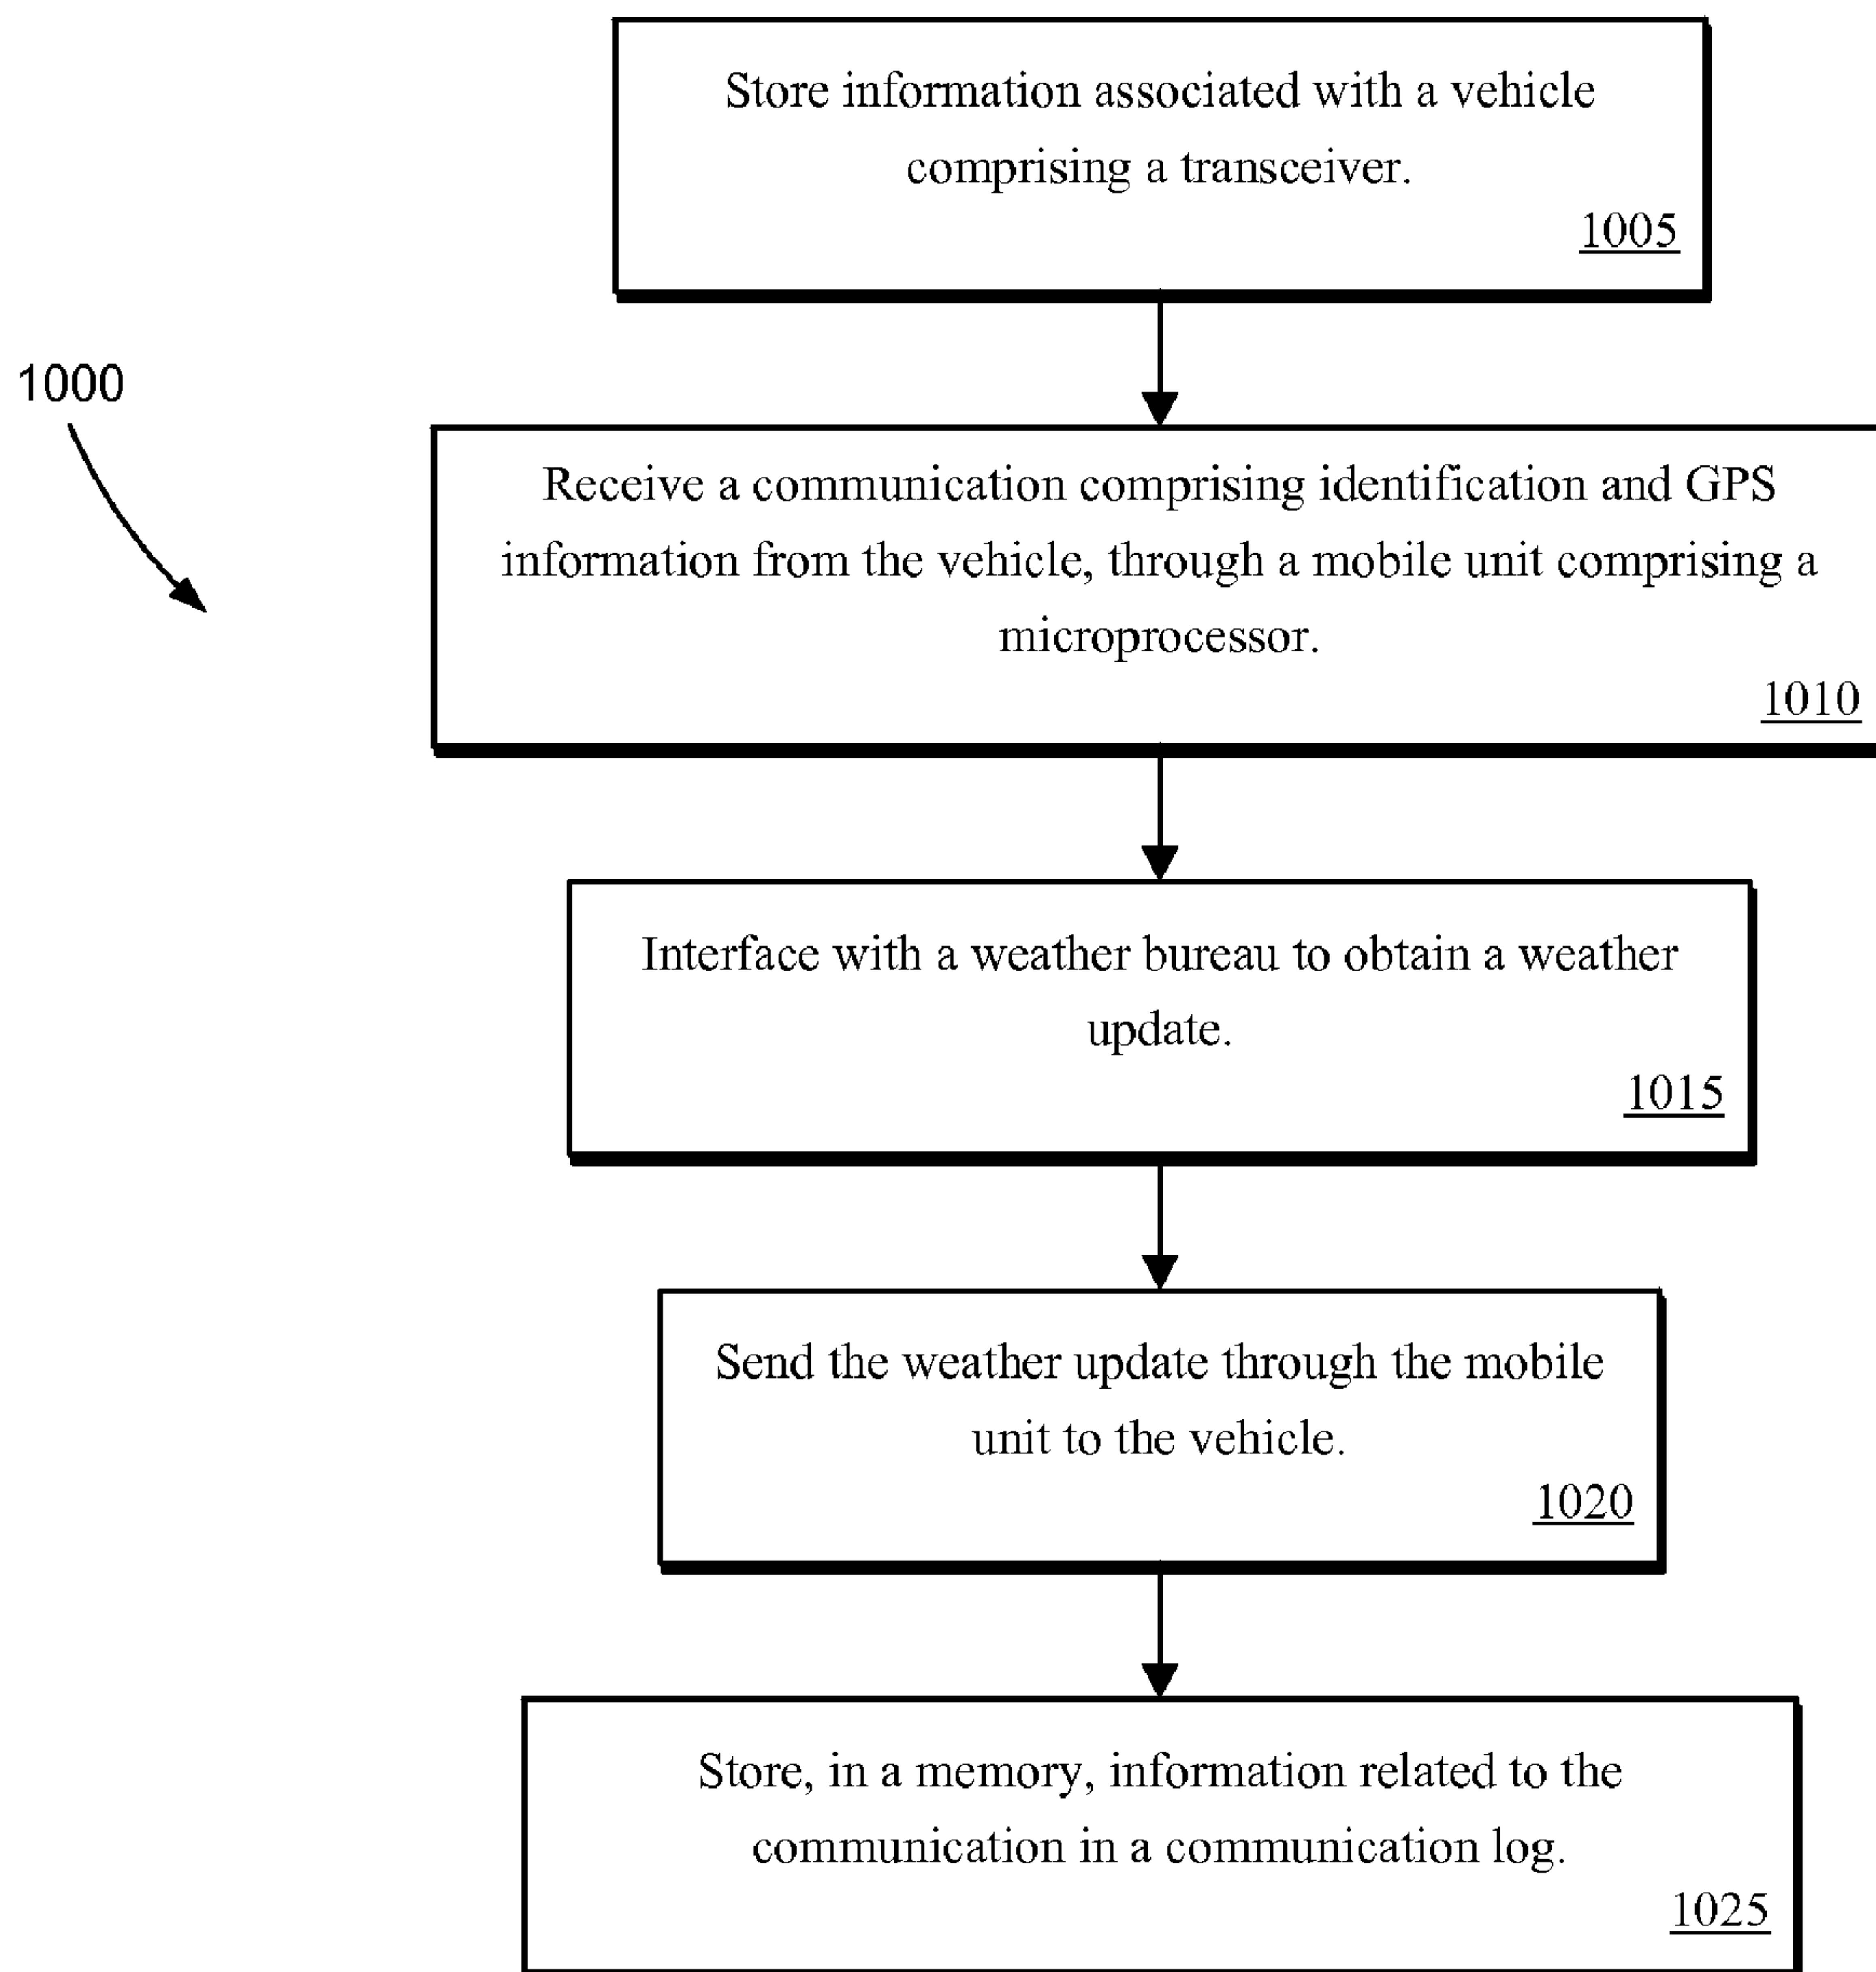 Store information associated with a vehicle
comprising a transceiver.
1005
1000
Receive a communication comprising identification and GPS
information from the vehicle, through a mobile unit comprising a
microprocessor.
1010
Interface with a weather bureau to obtain a weather
update.
1015
Send the weather update through the mobile
unit to the vehicle.
1020
Store, in a memory, information related to the
communication in a communication log.
1025